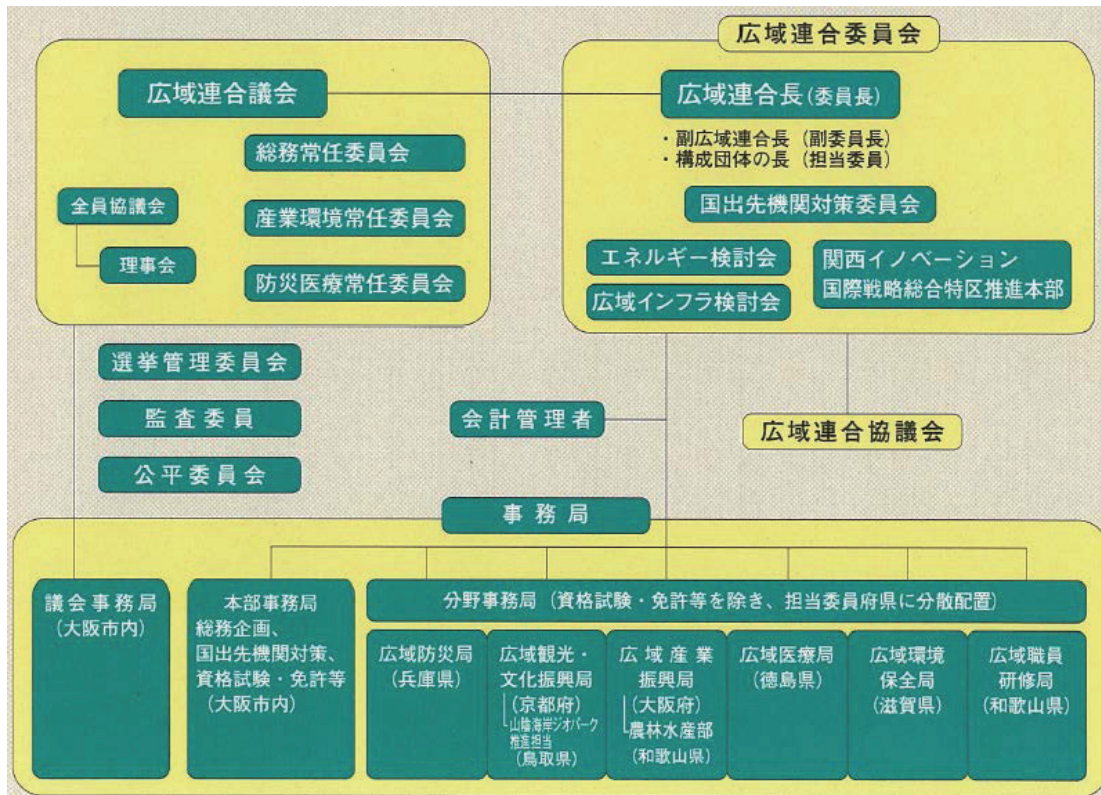 広域連合議会
総務常任委員会
全員協議会
産業環境常任委員会
理事会
防災医療常任委員会
広域連合委員会
広域連合長(委員長)
・副広域連合長(副委員長)
・構成団体の長(担当委員)
国出先機関対策委員会
エネルギー検討会
広域インフラ検討会
関西イノベーション
国際戦略総合特区推進本部
選挙管理委員会
監査委員
公平委員会
会計管理者
広域連合協議会
事務局
議会事務局
(大阪市内)
本部事務局
総務企画、
国出先機関対策、
資格試験・免許等
(大阪市内)
分野事務局(資格試験・免許等を除き、担当委員府県に分散配置)
広域防災局
(兵庫県)
広域観光・
文化振興局
(京都府)
山陰海岸ジオパーク
推進担当
(鳥取県)
広域産業
振興局
(大阪府)
農林水産部
(和歌山県)
広域医療局
(徳島県)
広域環境
保全局
(滋賀県)
広域職員
研修局
(和歌山県)